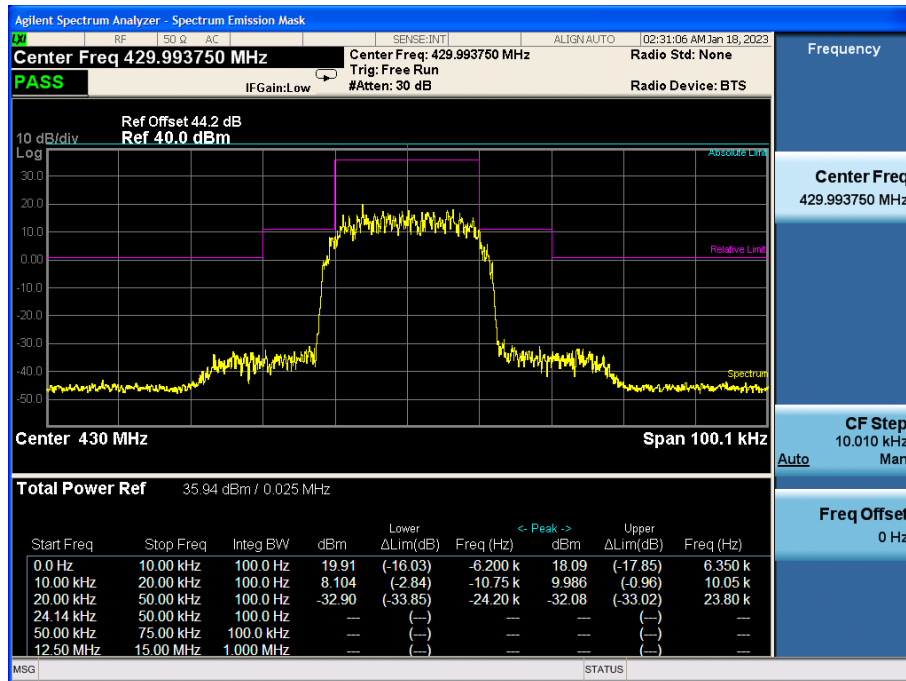 Agilent Spectrum Analyzer - Spectrum Emission Mask
LXI RF 50 Ω AC SENSE:INT ALIGN AUTO 02:31:06 AM Jan 18, 2023
Center Freq 429.993750 MHz Center Freq: 429.993750 MHz Radio Std: None
Trig: Free Run
PASS IFGain:Low #Atten: 30 dB Radio Device: BTS
Ref Offset 44.2 dB
10 dB/div Ref 40.0 dBm
Log Absolute Limit
30.0
20.0
10.0
Relative Limit
0.00
-10.0
-20.0
-30.0
-40.0
Spectrum
-50.0
Center 430 MHz Span 100.1 kHz
Total Power Ref 35.94 dBm / 0.025 MHz
Lower <- Peak -> Upper
Start Freq Stop Freq Integ BW dBm ΔLim(dB) Freq (Hz) dBm ΔLim(dB) Freq (Hz)
0.0 Hz 10.00 kHz 100.0 Hz 19.91 (-16.03) -6.200 k 18.09 (-17.85) 6.350 k
10.00 kHz 20.00 kHz 100.0 Hz 8.104 (-2.84) -10.75 k 9.986 (-0.96) 10.05 k
20.00 kHz 50.00 kHz 100.0 Hz -32.90 (-33.85) -24.20 k -32.08 (-33.02) 23.80 k
24.14 kHz 50.00 kHz 100.0 Hz --- (---) --- --- (---) ---
50.00 kHz 75.00 kHz 100.0 kHz --- (---) --- --- (---) ---
12.50 MHz 15.00 MHz 1.000 MHz --- (---) --- --- (---) ---
MSG STATUS
Frequency
Center Freq
429.993750 MHz
CF Step
10.010 kHz
Auto Man
Freq Offset
0 Hz